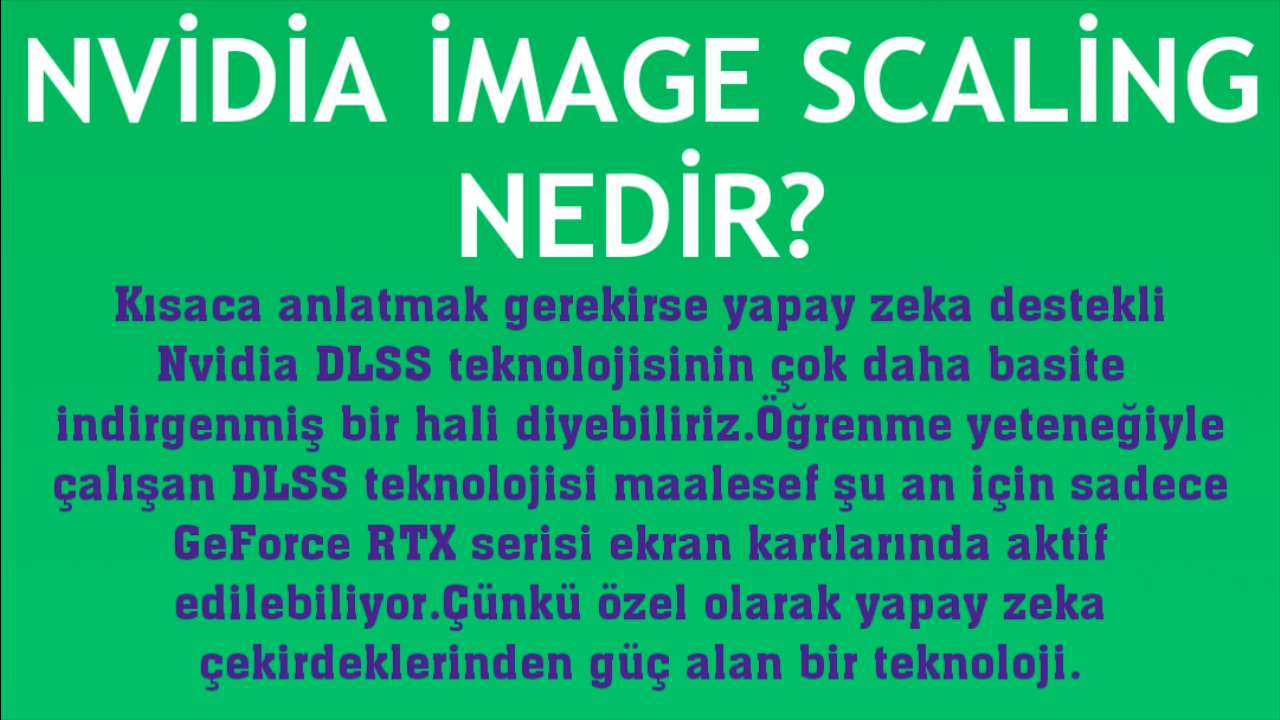 NVİDİA İMAGE SCALİNG
NEDİR?
Kısaca anlatmak gerekirse yapay zeka destekli
Nvidia DLSS teknolojisinin çok daha basite
indirgenmiş bir hali diyebiliriz.Öğrenme yeteneğiyle
çalışan DLSS teknolojisi maalesef şu an için sadece
GeForce RTX serisi ekran kartlarında aktif
edilebiliyor.Çünkü özel olarak yapay zeka
çekirdeklerinden güç alan bir teknoloji.